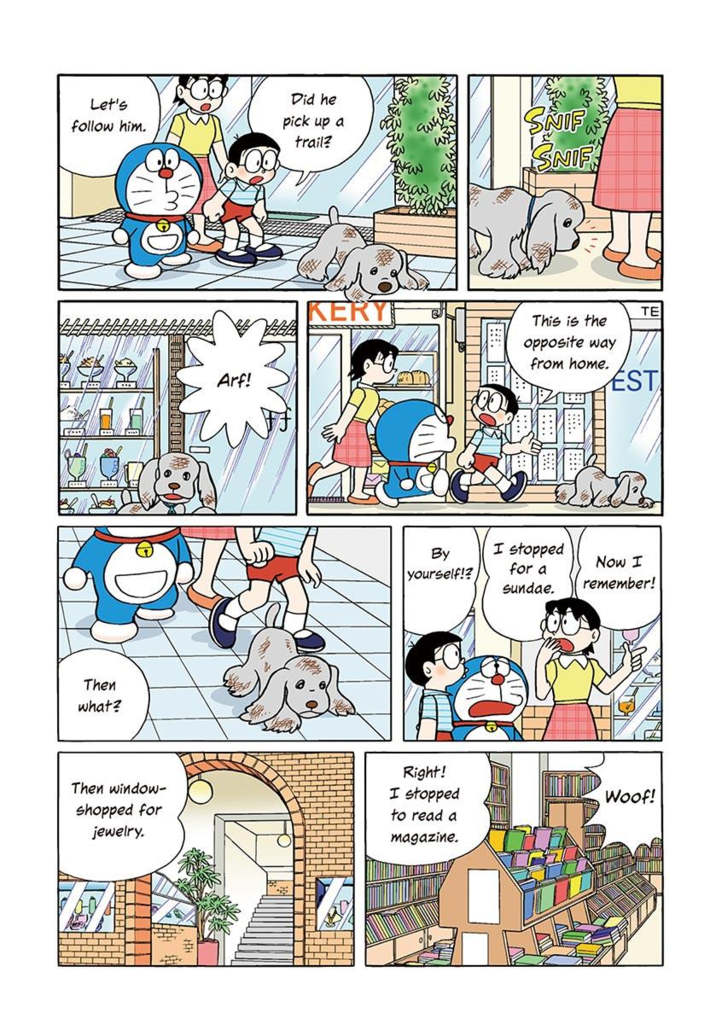 SNIF
SNIF
Did he
pick up a
trail?
Let's
follow him.
This is the
opposite way
from home.
TE
EST
KERY
Arf!
Now I
remember!
I stopped
for a
sundae.
By
yourself!?
Then
what?
Woof!
Right!
I stopped
to read a
magazine.
Then window-
shopped for
jewelry.